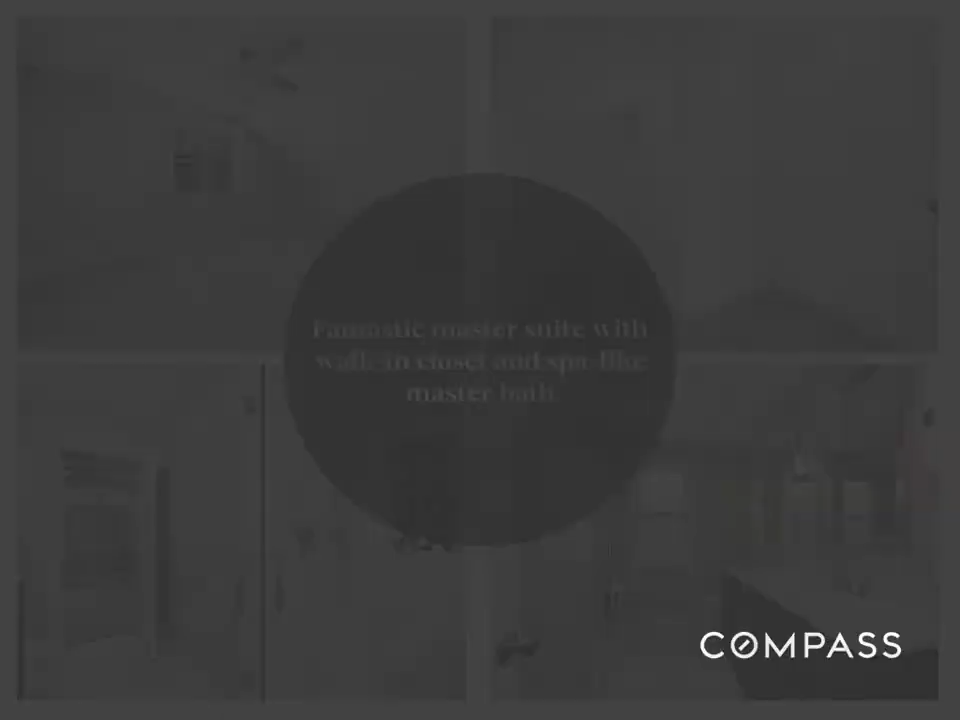 Fantastic master suite with
walk-in closet and spa-like
master bath
COMPASS